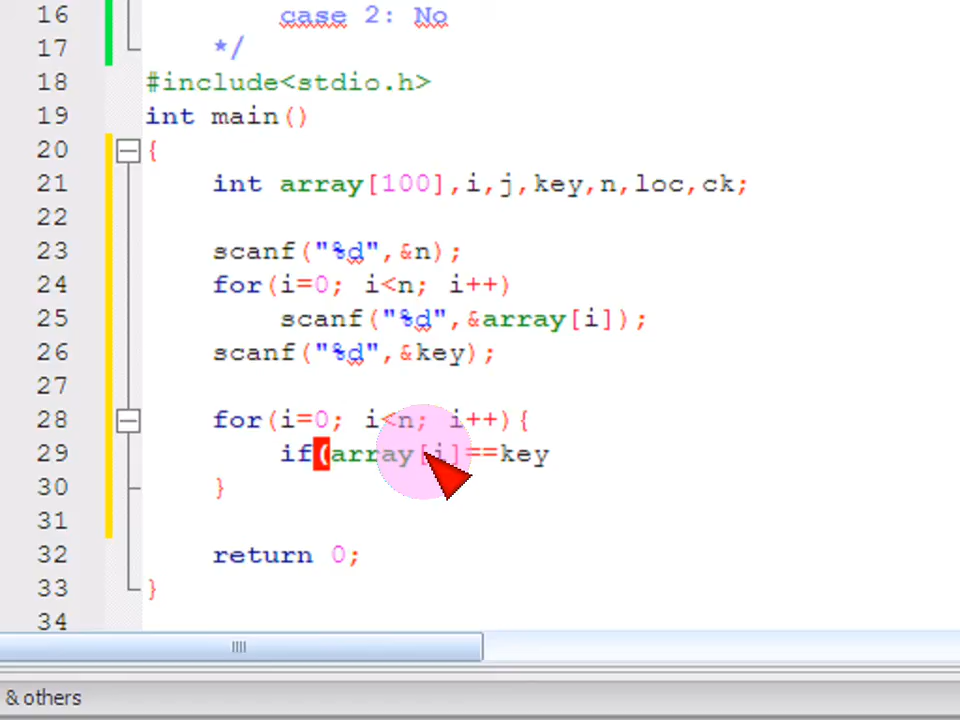 16 case 2: No
17 */
18 #include<stdio.h>
19 int main()
20 {
21 int array[100],i,j,key,n,loc,ck;
22
23 scanf("%d",&n);
24 for(i=0; i<n; i++)
25 scanf("%d",&array[i]);
26 scanf("%d",&key);
27
28 for(i=0; i<n; i++){
29 if(array[i]==key
30 }
31
32 return 0;
33 }
34
& others